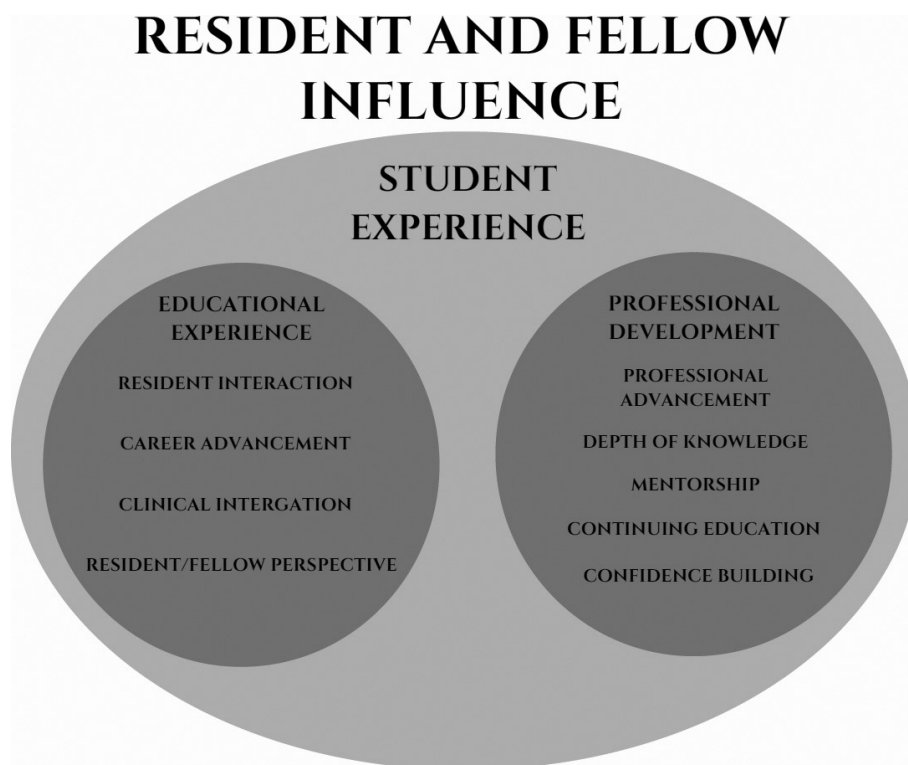 RESIDENT AND FELLOW
INFLUENCE
STUDENT
EXPERIENCE
EDUCATIONAL
EXPERIENCE
RESIDENT INTERACTION
CAREER ADVANCEMENT
CLINICAL INTERGATION
RESIDENT/FELLOW PERSPECTIVE
PROFESSIONAL
DEVELOPMENT
PROFESSIONAL
ADVANCEMENT
DEPTH OF KNOWLEDGE
MENTORSHIP
CONTINUING EDUCATION
CONFIDENCE BUILDING